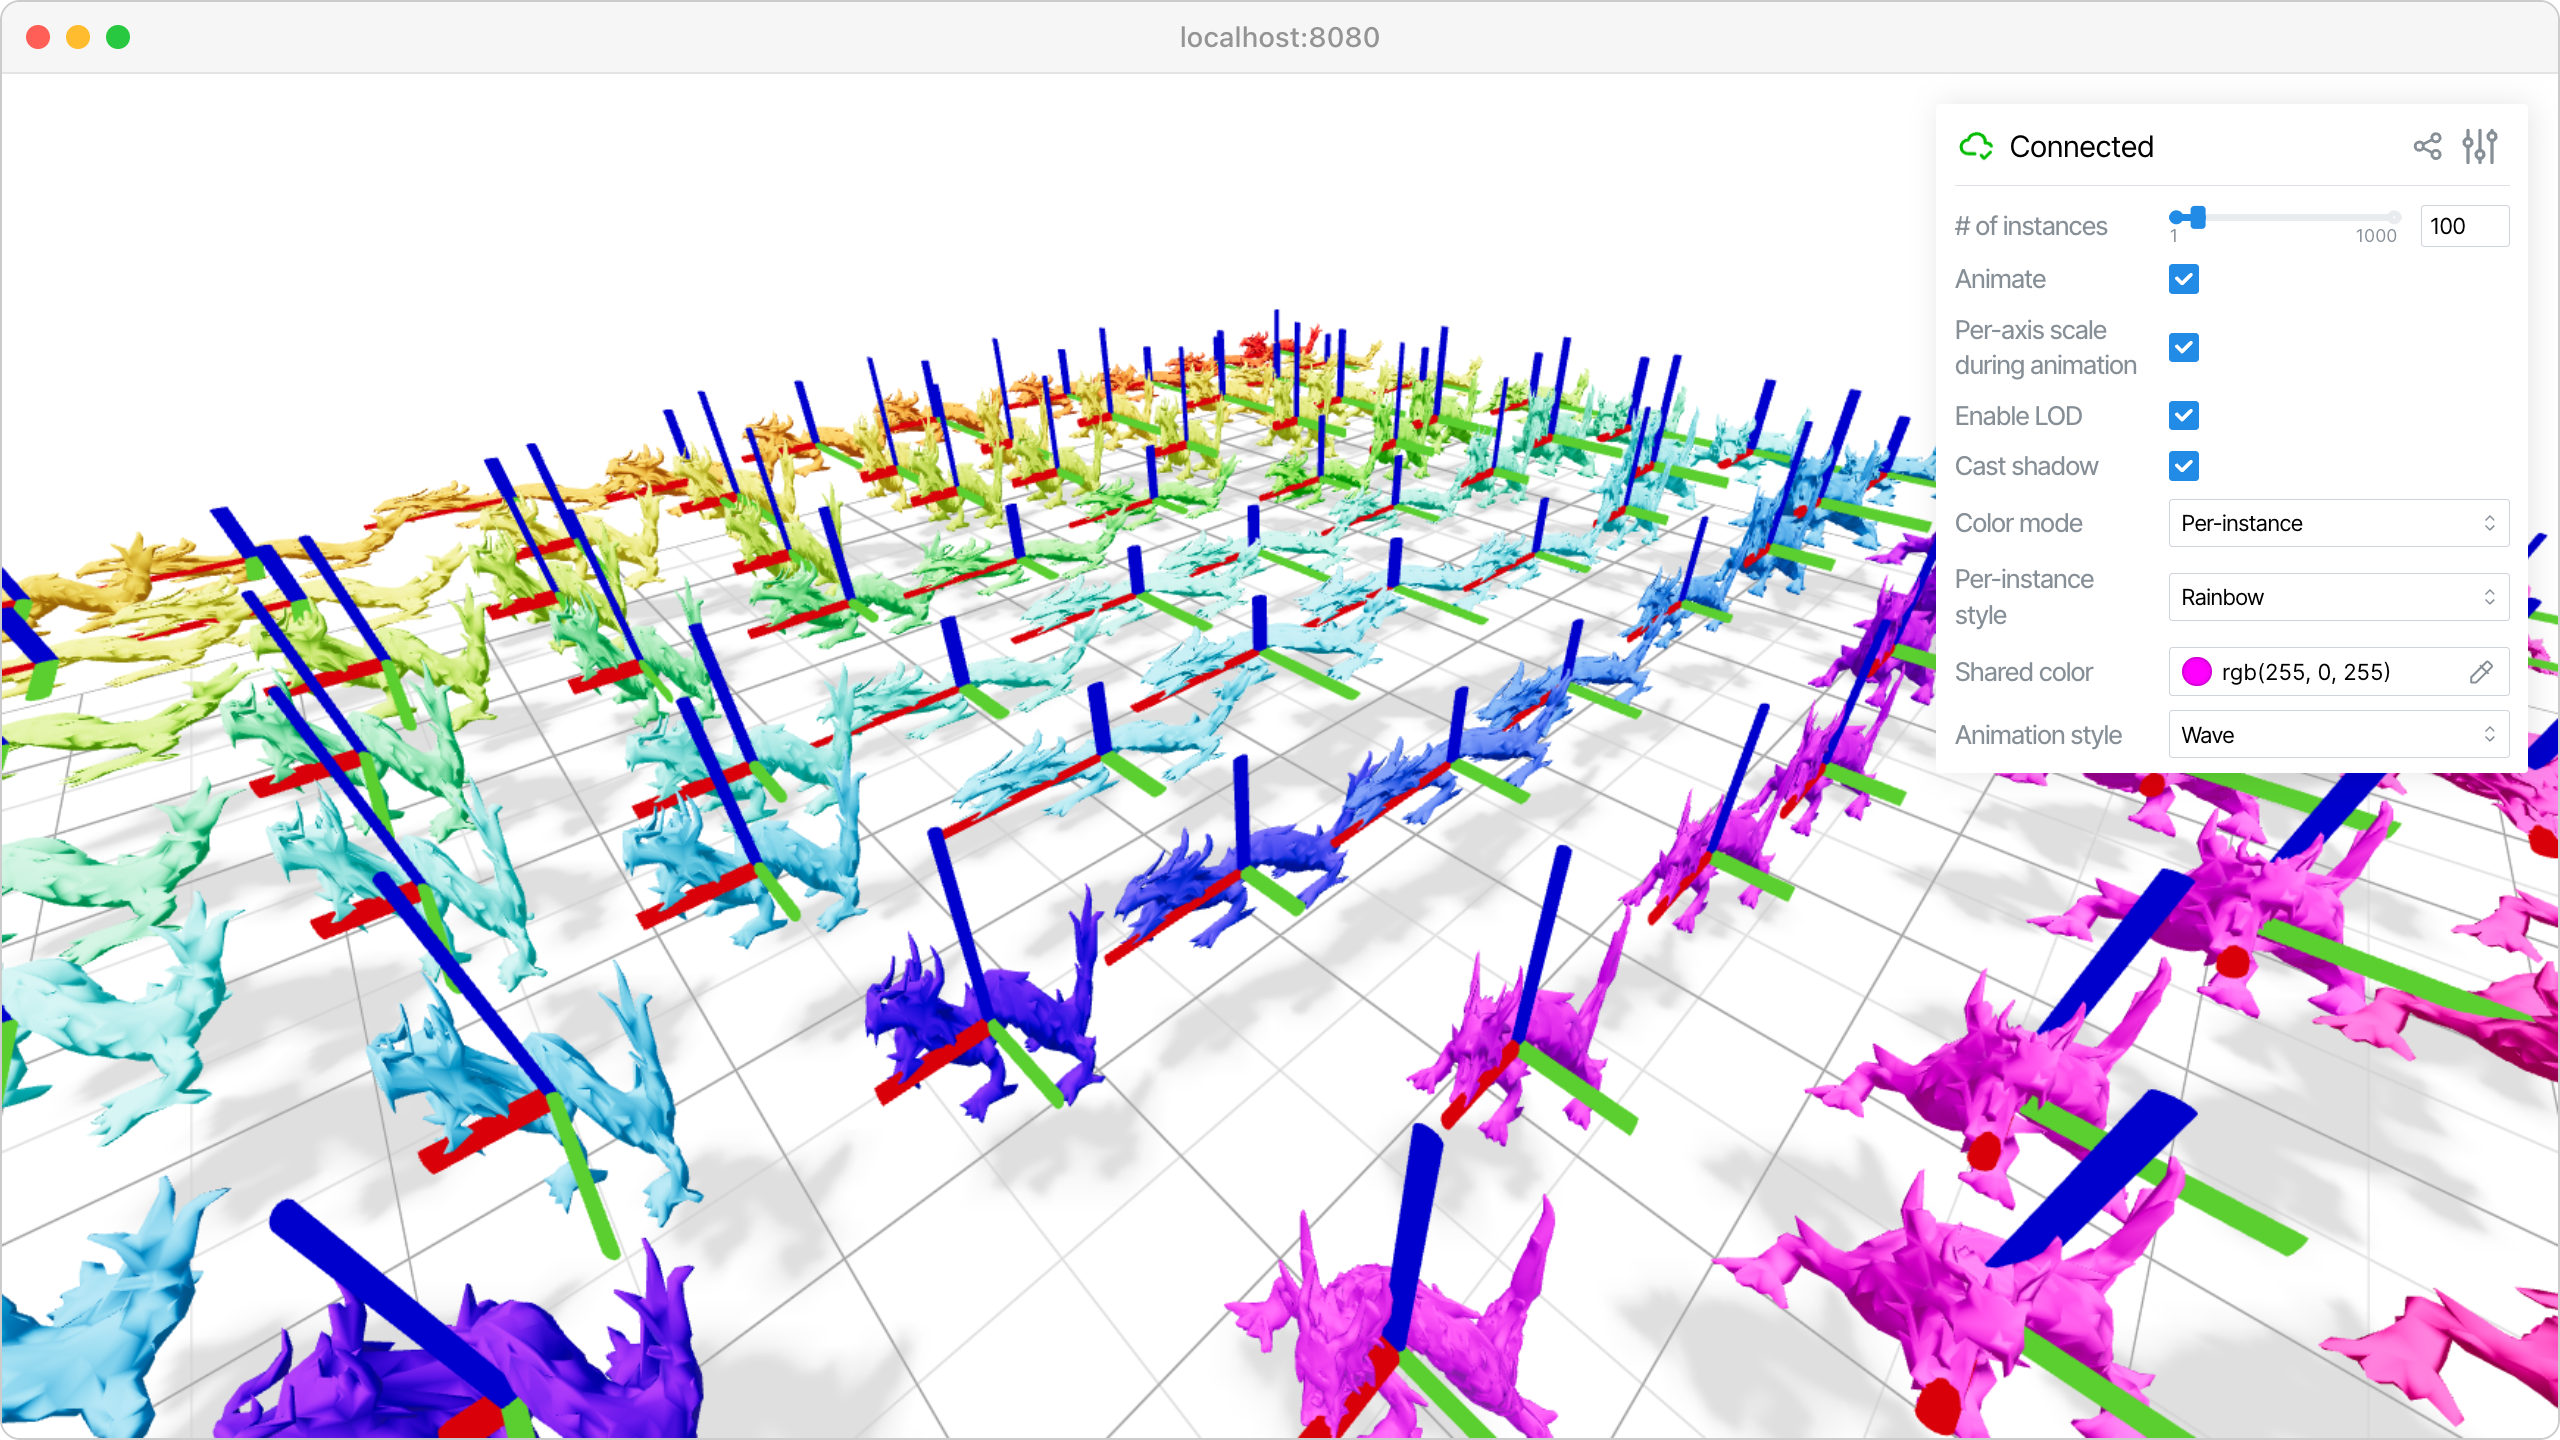 localhost:8080
Connected
# of instances
1
1000
100
Animate
Per-axis scale
during animation
Enable LOD
Cast shadow
Color mode
Per-instance
Per-instance
style
Rainbow
Shared color
rgb(255, 0, 255)
Animation style
Wave